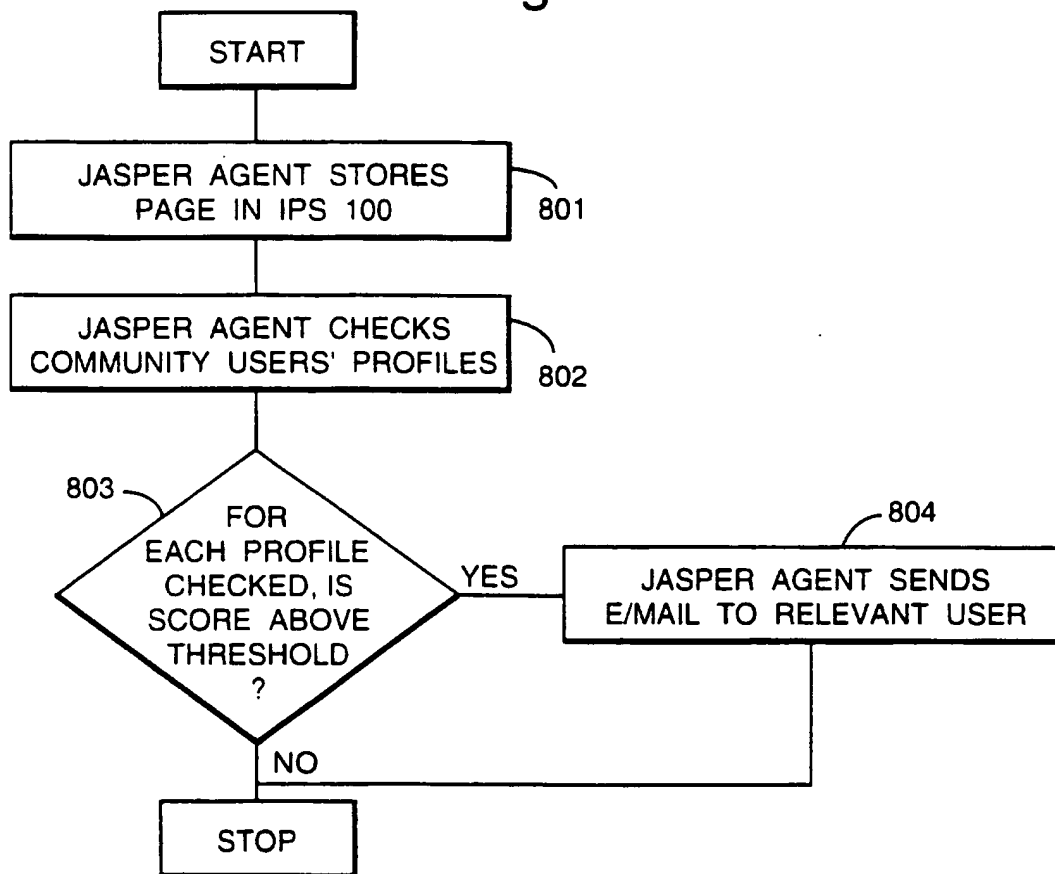 START
JASPER AGENT STORES
PAGE IN IPS 100
801
JASPER AGENT CHECKS
COMMUNITY USERS' PROFILES
802
803
FOR
EACH PROFILE
CHECKED, IS
SCORE ABOVE
THRESHOLD
?
YES
804
JASPER AGENT SENDS
E/MAIL TO RELEVANT USER
NO
STOP